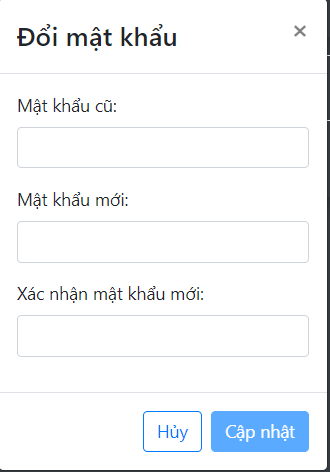 Đổi mật khẩu
×
Mật khẩu cũ:
Mật khẩu mới:
Xác nhận mật khẩu mới:
Hủy
Cập nhật